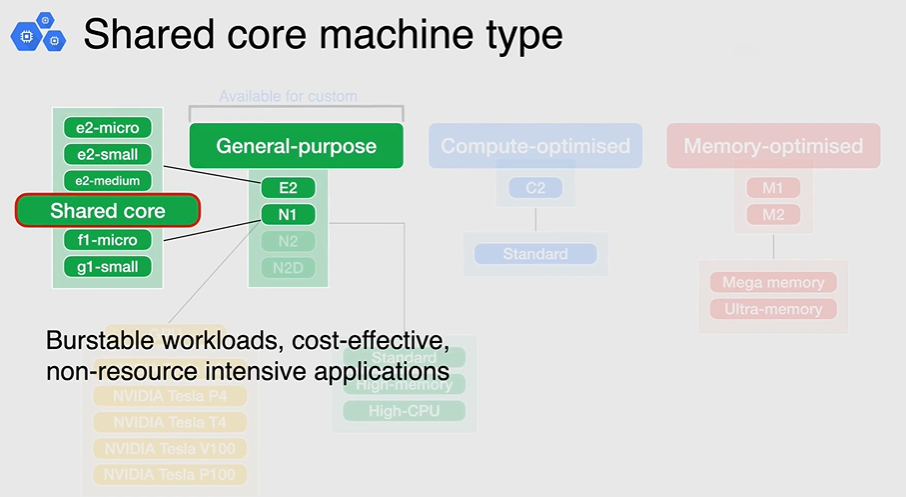 Shared core machine type
Available for custom
e2-micro
e2-small
e2-medium
Shared core
f1-micro
g1-small
General-purpose
E2
N1
N2
N2D
Compute-optimised
C2
Standard
Memory-optimised
M1
M2
Mega memory
Ultra-memory
Burstable workloads, cost-effective,
non-resource intensive applications
NVIDIA Tesla P4
NVIDIA Tesla T4
NVIDIA Tesla V100
NVIDIA Tesla P100
Standard
High-memory
High-CPU